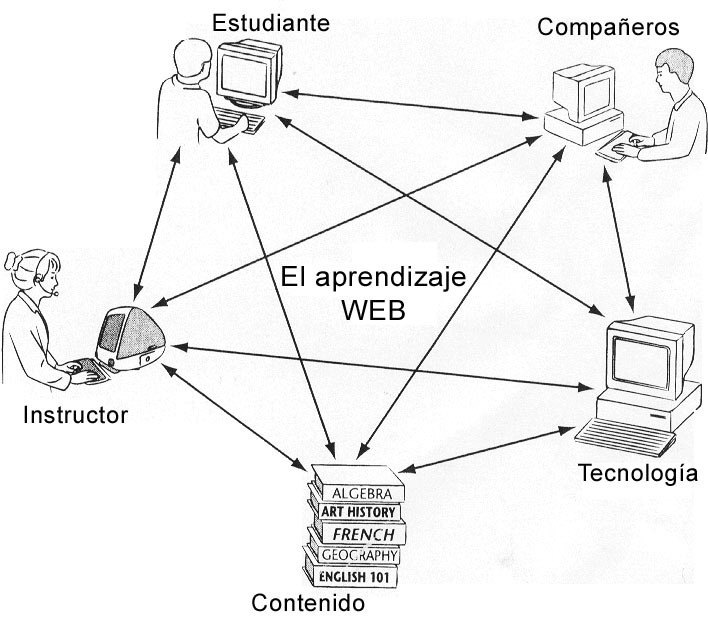 Estudiante
Compañeros
El aprendizaje
WEB
Instructor
Tecnología
ALGEBRA
ART HISTORY
FRENCH
GEOGRAPHY
ENGLISH 101
Contenido